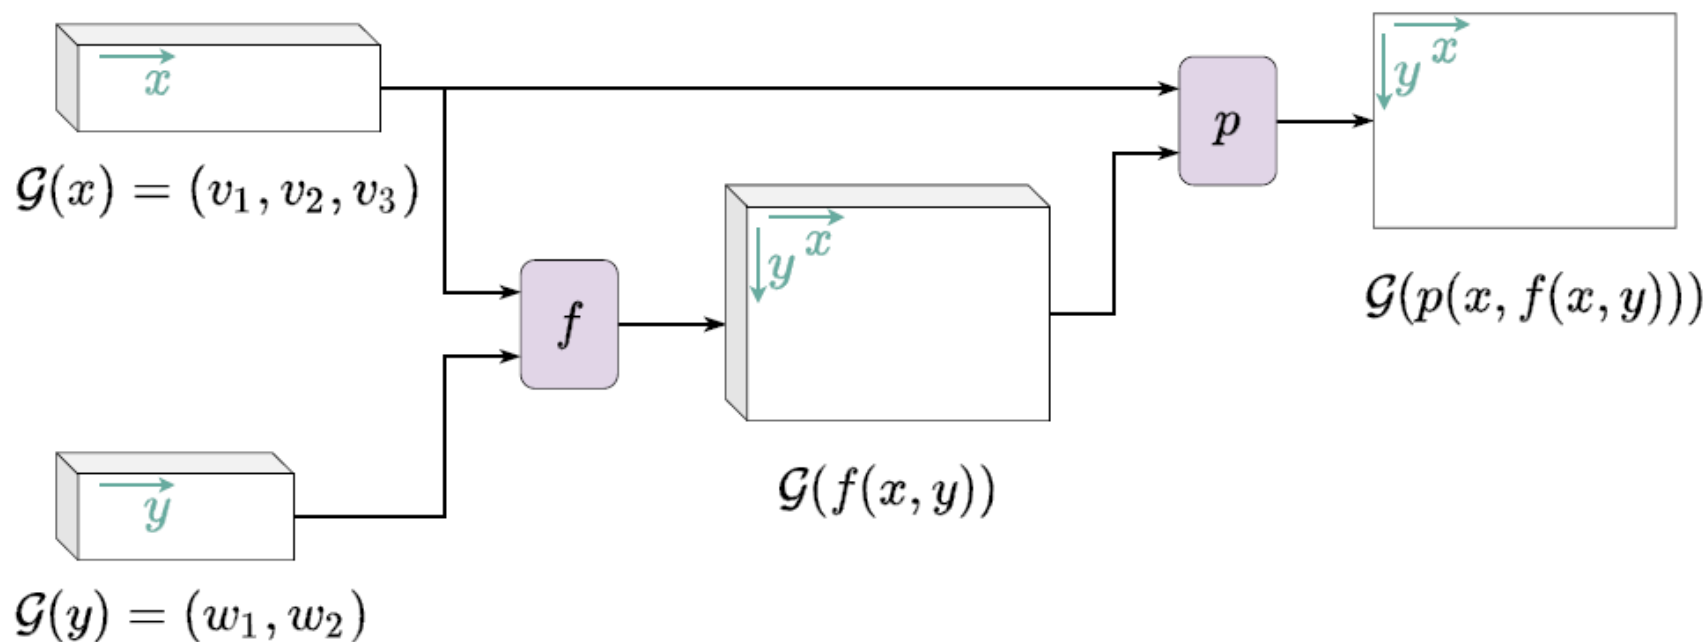 x
𝒢(x) = (v₁, v₂, v₃)
y
𝒢(y) = (w₁, w₂)
f
y x
𝒢(f(x, y))
p
y x
𝒢(p(x, f(x, y)))